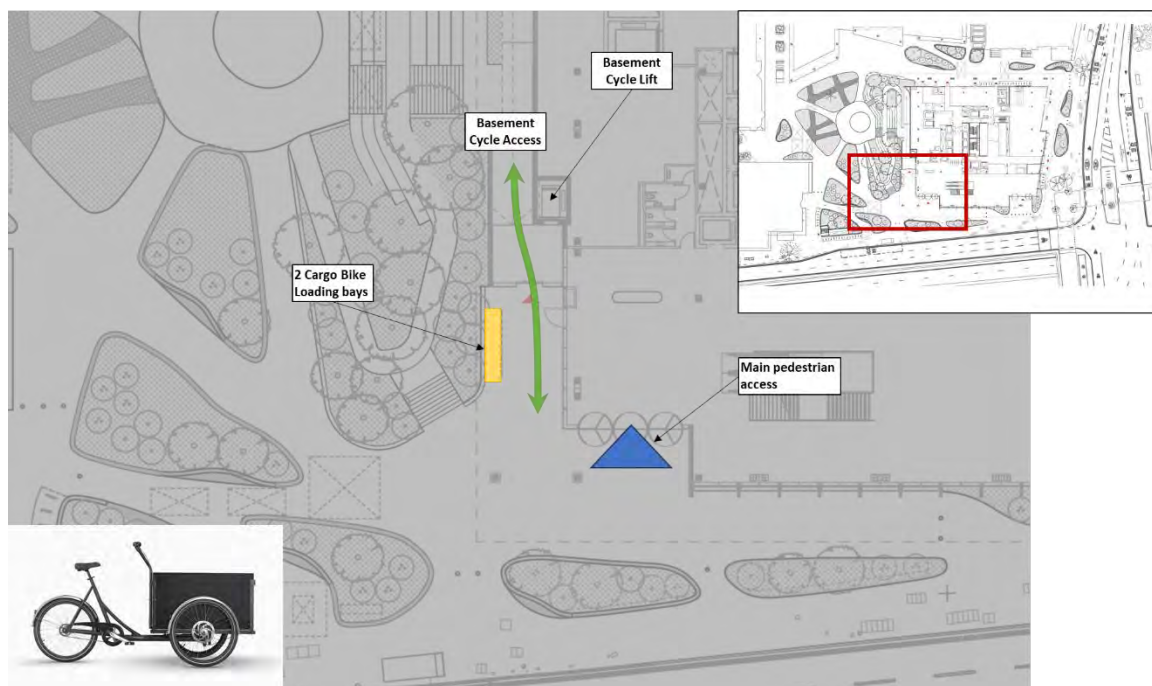 Basement
Cycle Lift
Basement
Cycle Access
2 Cargo Bike
Loading bays
Main pedestrian
access